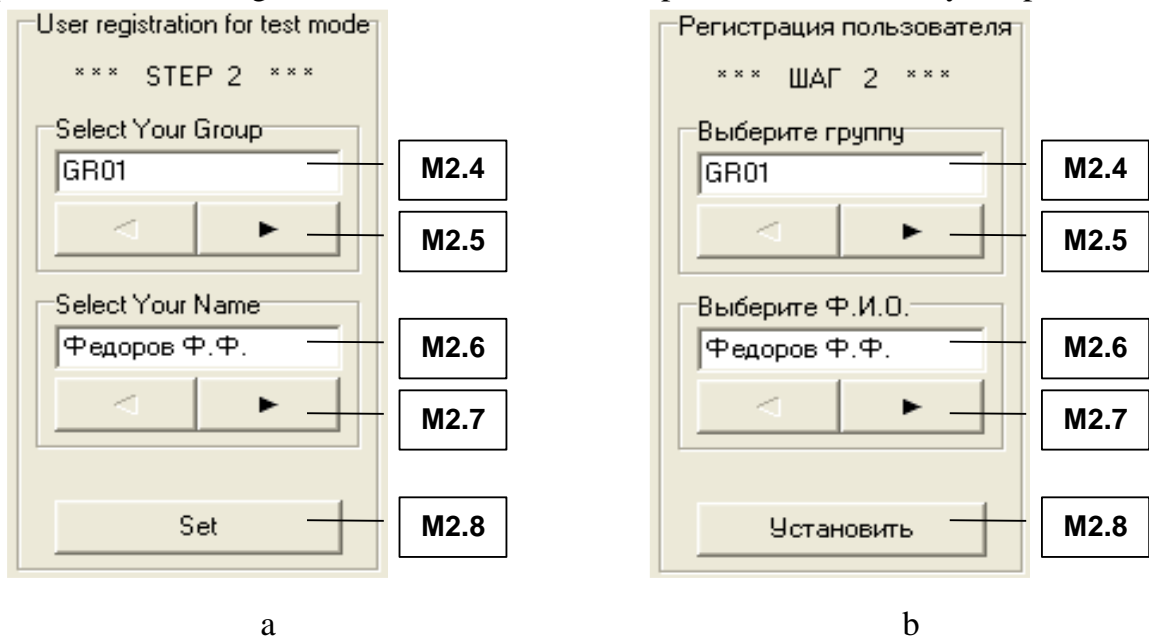 User registration for test mode
*** STEP 2 ***
Select Your Group
GR01
M2.4
M2.5
Select Your Name
Федоров Ф.Ф.
M2.6
M2.7
Set
M2.8
a
Регистрация пользователя
*** ШАГ 2 ***
Выберите группу
GR01
M2.4
M2.5
Выберите Ф.И.О.
Федоров Ф.Ф.
M2.6
M2.7
Установить
M2.8
b